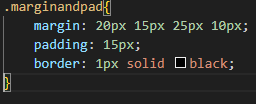 .marginandpad{
    margin: 20px 15px 25px 10px;
    padding: 15px;
    border: 1px solid black;
}